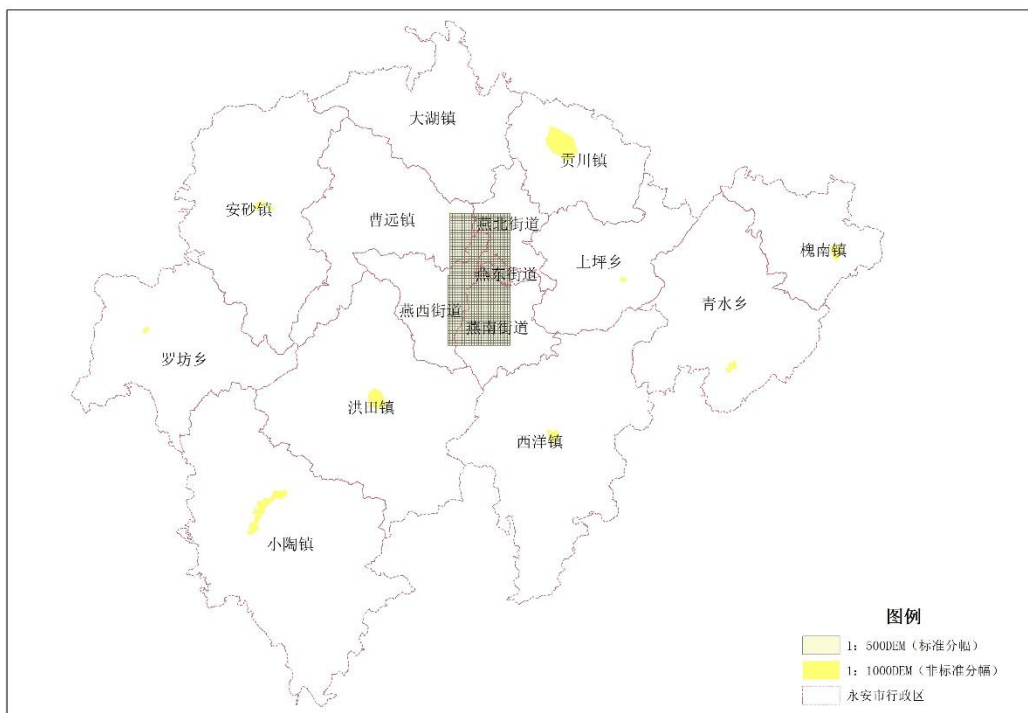 大湖镇
贡川镇
安砂镇
曹远镇
燕北街道
槐南镇
上坪乡
燕东街道
青水乡
燕西街道
燕南街道
罗坊乡
洪田镇
西洋镇
小陶镇
图例
1：500DEM（标准分幅）
1：1000DEM（非标准分幅）
永安市行政区